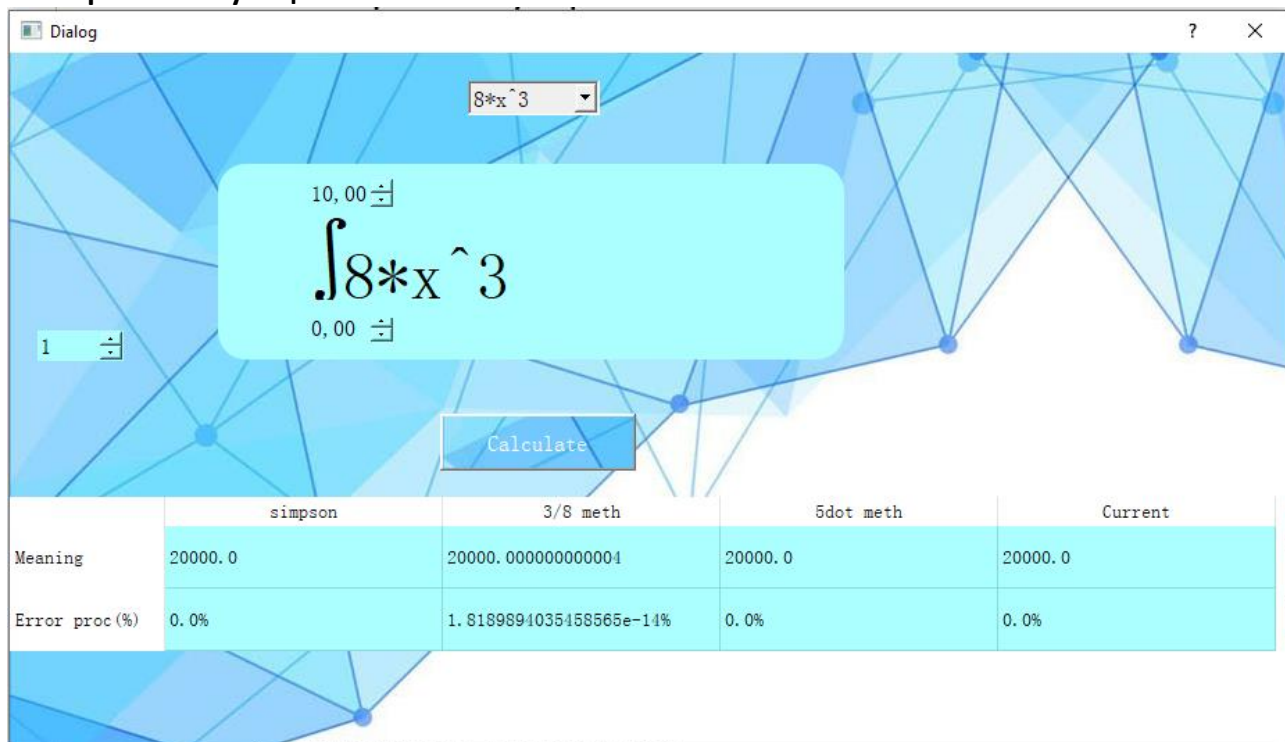 Dialog ?
8*x^3
10,00
∫8*x^3
0,00
1
Calculate
simpson 3/8 meth 5dot meth Current
Meaning 20000.0 20000.000000000004 20000.0 20000.0
Error proc(%) 0.0% 1.8189894035458565e-14% 0.0% 0.0%